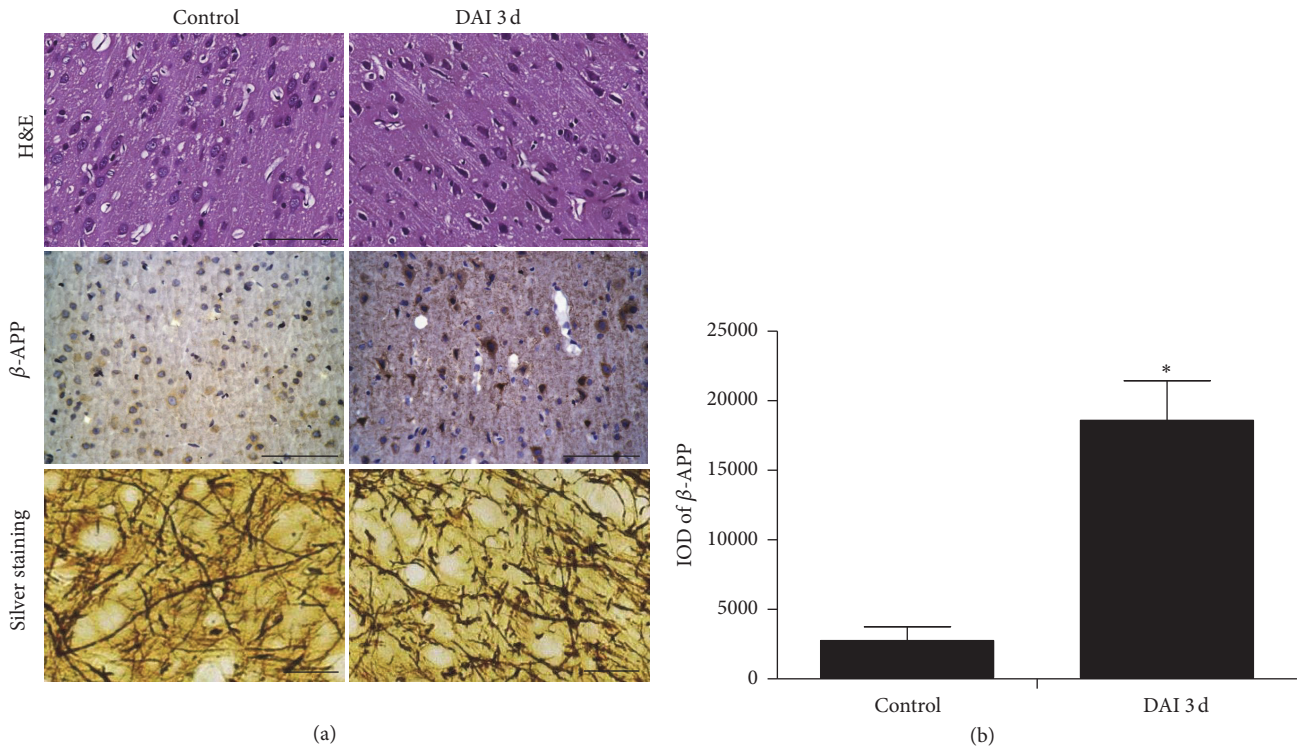 Control
DAI 3 d
H&E
β-APP
Silver staining
(a)
IOD of β-APP
25000
20000
15000
10000
5000
0
*
Control
DAI 3 d
(b)